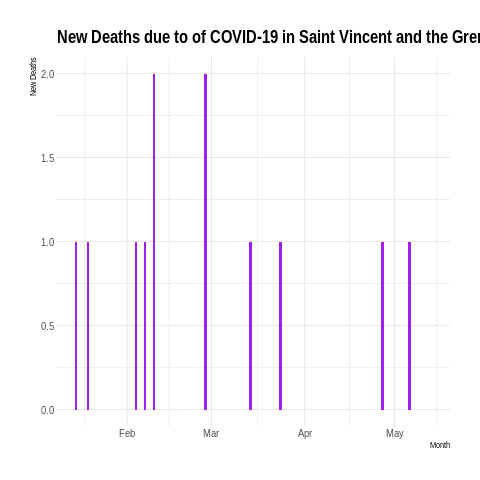 New Deaths due to of COVID-19 in Saint Vincent and the Gren
New Deaths
2.0
1.5
1.0
0.5
0.0
Feb Mar Apr May
Month